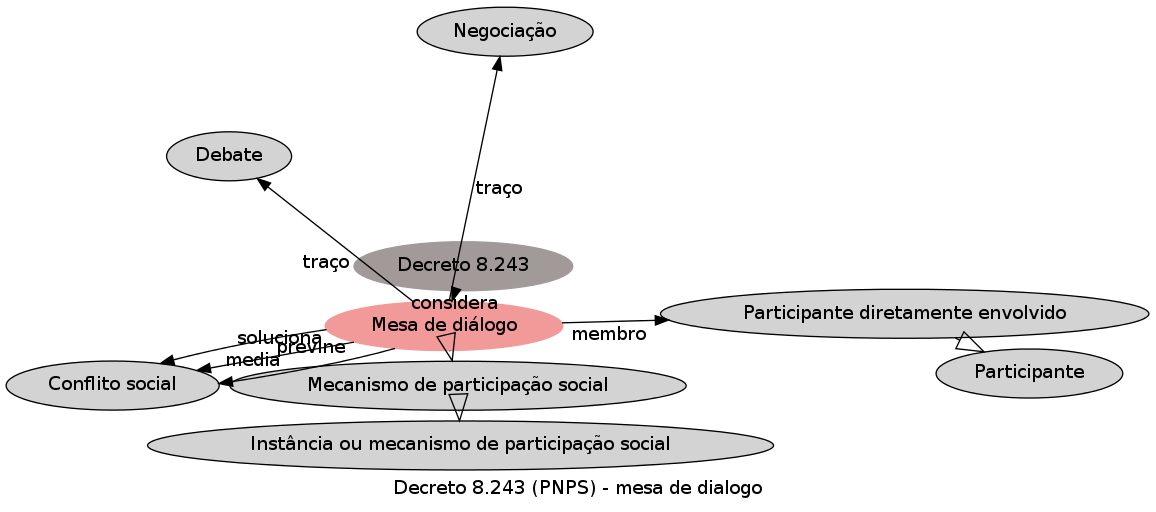 Negociação
Debate
traço
traço
Decreto 8.243
considera
Mesa de diálogo
Participante diretamente envolvido
membro
soluciona
previne
media
Participante
Conflito social
Mecanismo de participação social
Instância ou mecanismo de participação social
Decreto 8.243 (PNPS) - mesa de dialogo